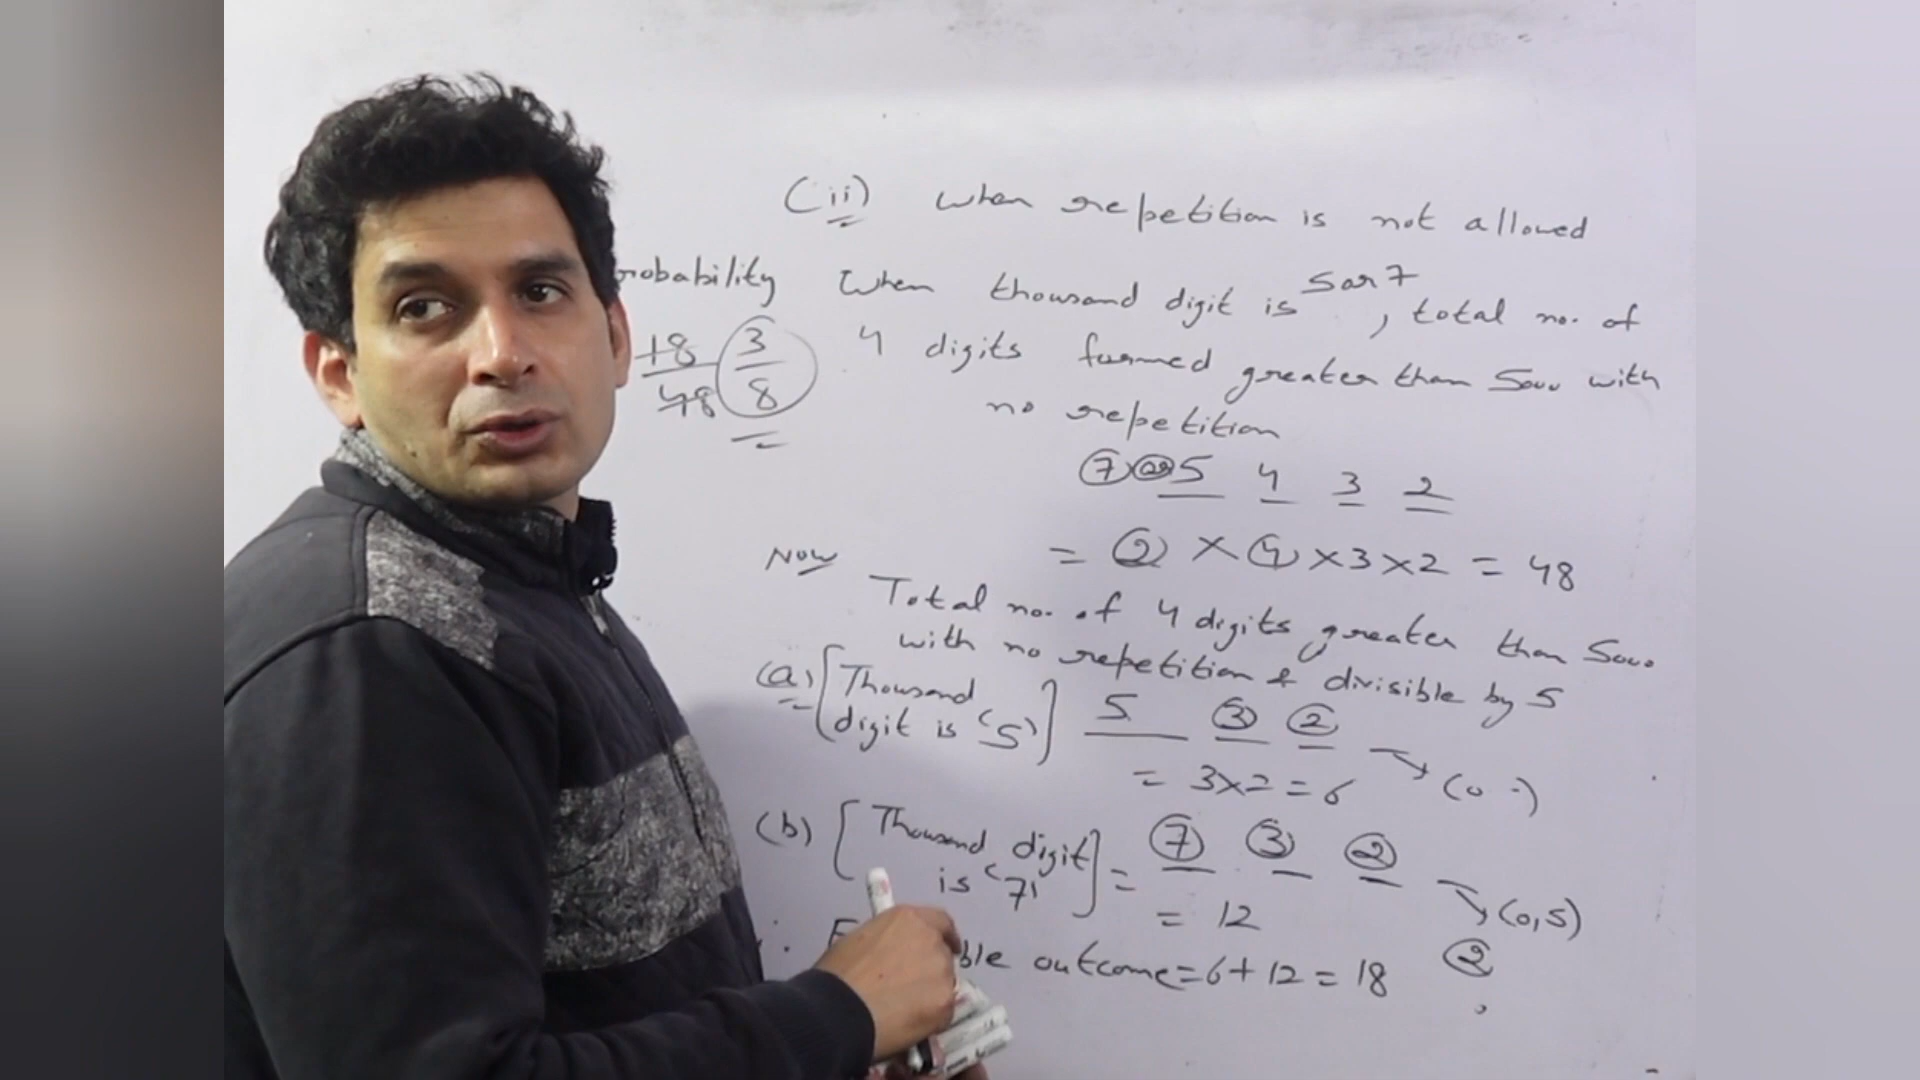 (ii) When repetition is not allowed
robability
18/48 3/8
When thousand digit is 5 or 7, total no. of
4 digits formed greater than 5000 with
no repetition
7 or 5 4 3 2
= 2 × 4 × 3 × 2 = 48
Now
Total no. of 4 digits greater than 5000
with no repetition & divisible by 5
(a) [Thousand digit is '5'] 5 3 2 → (0 -)
= 3×2 = 6
(b) [Thousand digit is '7'] = 7 3 2 → (0,5)
= 12 2
∴ F ble outcome = 6 + 12 = 18